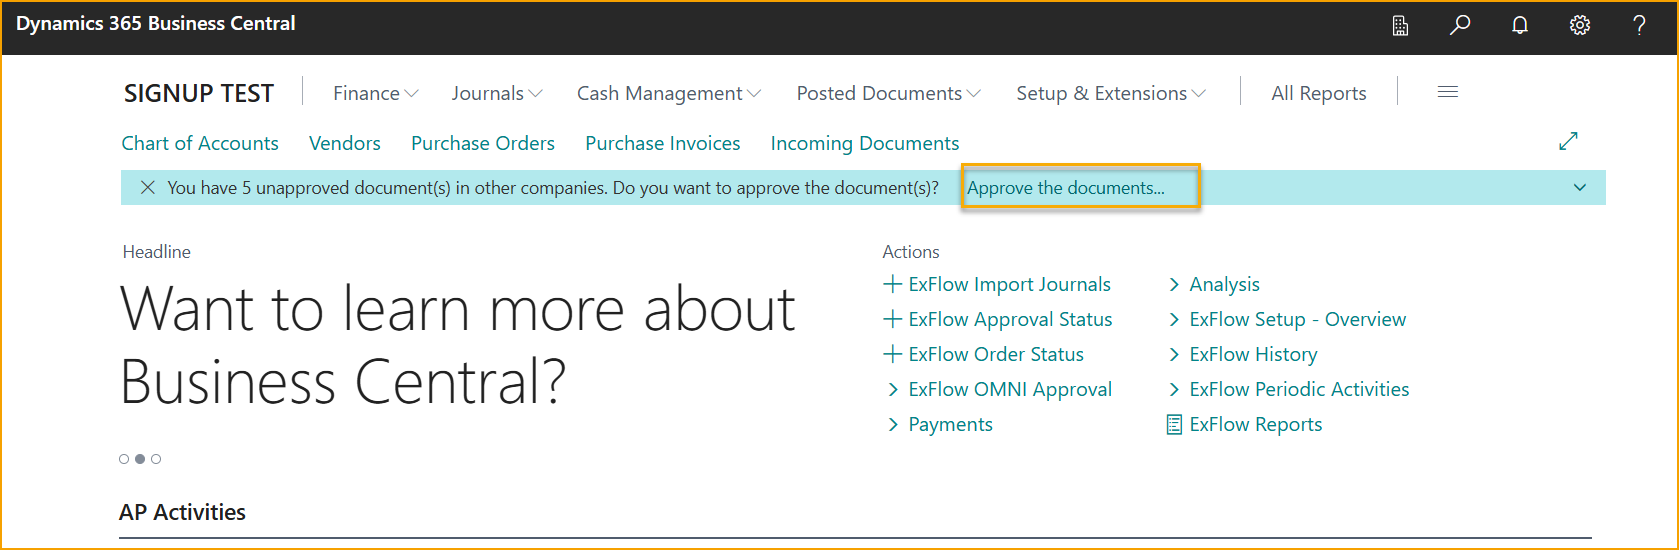 Dynamics 365 Business Central
SIGNUP TEST Finance Journals Cash Management Posted Documents Setup & Extensions All Reports
Chart of Accounts Vendors Purchase Orders Purchase Invoices Incoming Documents
You have 5 unapproved document(s) in other companies. Do you want to approve the document(s)? Approve the documents...
Headline
Want to learn more about
Business Central?
Actions
ExFlow Import Journals
ExFlow Approval Status
ExFlow Order Status
ExFlow OMNI Approval
Payments
Analysis
ExFlow Setup - Overview
ExFlow History
ExFlow Periodic Activities
ExFlow Reports
AP Activities